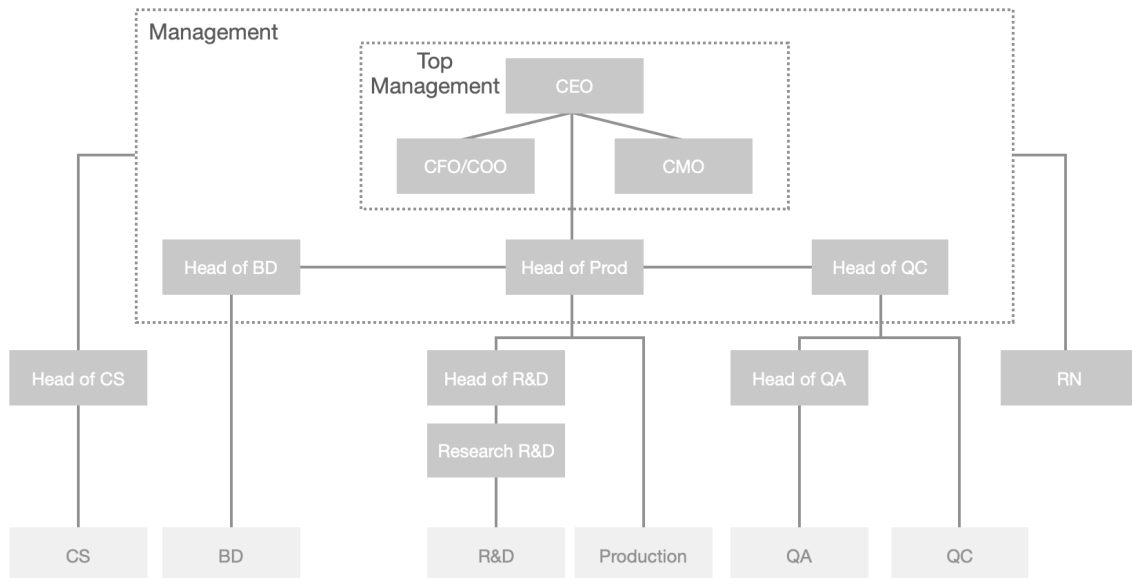 Management
Top
Management
CEO
CFO/COO
CMO
Head of BD
Head of Prod
Head of QC
Head of CS
Head of R&D
Head of QA
RN
Research R&D
CS
BD
R&D
Production
QA
QC